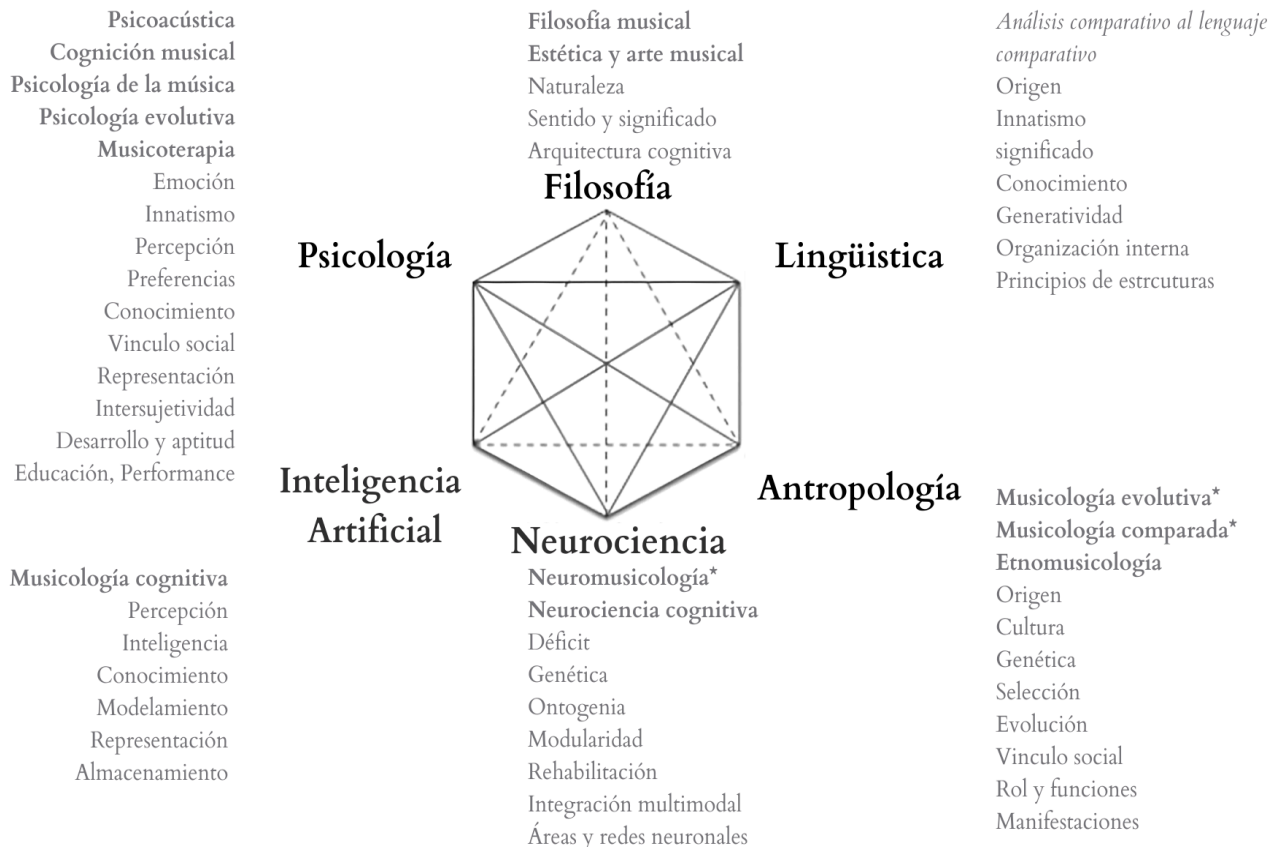 Psicoacústica
Cognición musical
Psicología de la música
Psicología evolutiva
Musicoterapia
Emoción
Innatismo
Percepción
Preferencias
Conocimiento
Vinculo social
Representación
Intersujetividad
Desarrollo y aptitud
Educación, Performance
Psicología
Filosofía musical
Estética y arte musical
Naturaleza
Sentido y significado
Arquitectura cognitiva
Filosofía
Análisis comparativo al lenguaje
comparativo
Origen
Innatismo
significado
Conocimiento
Generatividad
Organización interna
Principios de estrcuturas
Lingüistica
Inteligencia
Artificial
Musicología cognitiva
Percepción
Inteligencia
Conocimiento
Modelamiento
Representación
Almacenamiento
Neurociencia
Neuromusicología*
Neurociencia cognitiva
Déficit
Genética
Ontogenia
Modularidad
Rehabilitación
Integración multimodal
Áreas y redes neuronales
Antropología
Musicología evolutiva*
Musicología comparada*
Etnomusicología
Origen
Cultura
Genética
Selección
Evolución
Vinculo social
Rol y funciones
Manifestaciones